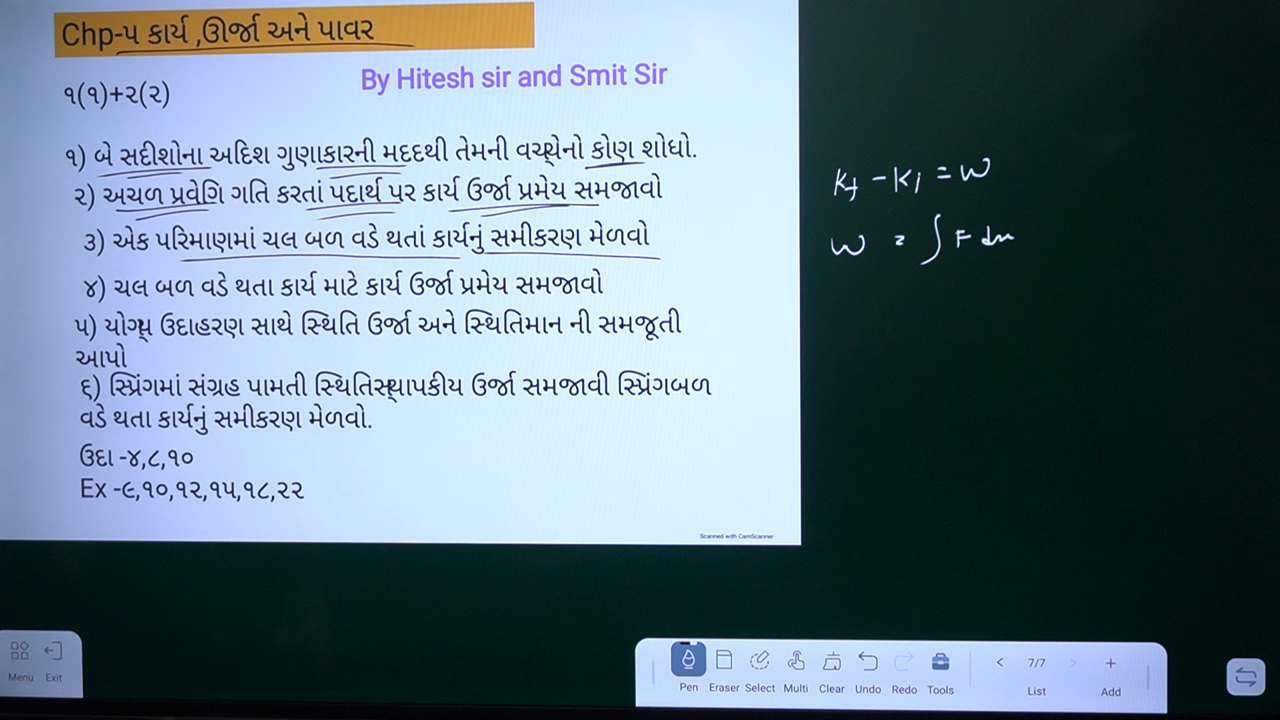 Chp-૫ કાર્ય ,ઊર્જા અને પાવર
By Hitesh sir and Smit Sir
૧(૧)+૨(૨)
૧) બે સદીશોના અદિશ ગુણાકારની મદદથી તેમની વચ્ચેનો કોણ શોધો.
૨) અચળ પ્રવેગિ ગતિ કરતાં પદાર્થ પર કાર્ય ઉર્જા પ્રમેય સમજાવો
૩) એક પરિમાણમાં ચલ બળ વડે થતાં કાર્યનું સમીકરણ મેળવો
૪) ચલ બળ વડે થતા કાર્ય માટે કાર્ય ઉર્જા પ્રમેય સમજાવો
૫) યોગ્ય ઉદાહરણ સાથે સ્થિતિ ઉર્જા અને સ્થિતિમાન ની સમજૂતી
આપો
૬) સ્પ્રિંગમાં સંગ્રહ પામતી સ્થિતિસ્થાપકીય ઉર્જા સમજાવી સ્પ્રિંગબળ
વડે થતા કાર્યનું સમીકરણ મેળવો.
ઉદા -૪,૮,૧૦
Ex -૯,૧૦,૧૨,૧૫,૧૮,૨૨
Scanned with CamScanner
Kf - Ki = W
W = ∫ F dx
Menu Exit
Pen Eraser Select Multi Clear Undo Redo Tools
< 7/7 > +
List Add